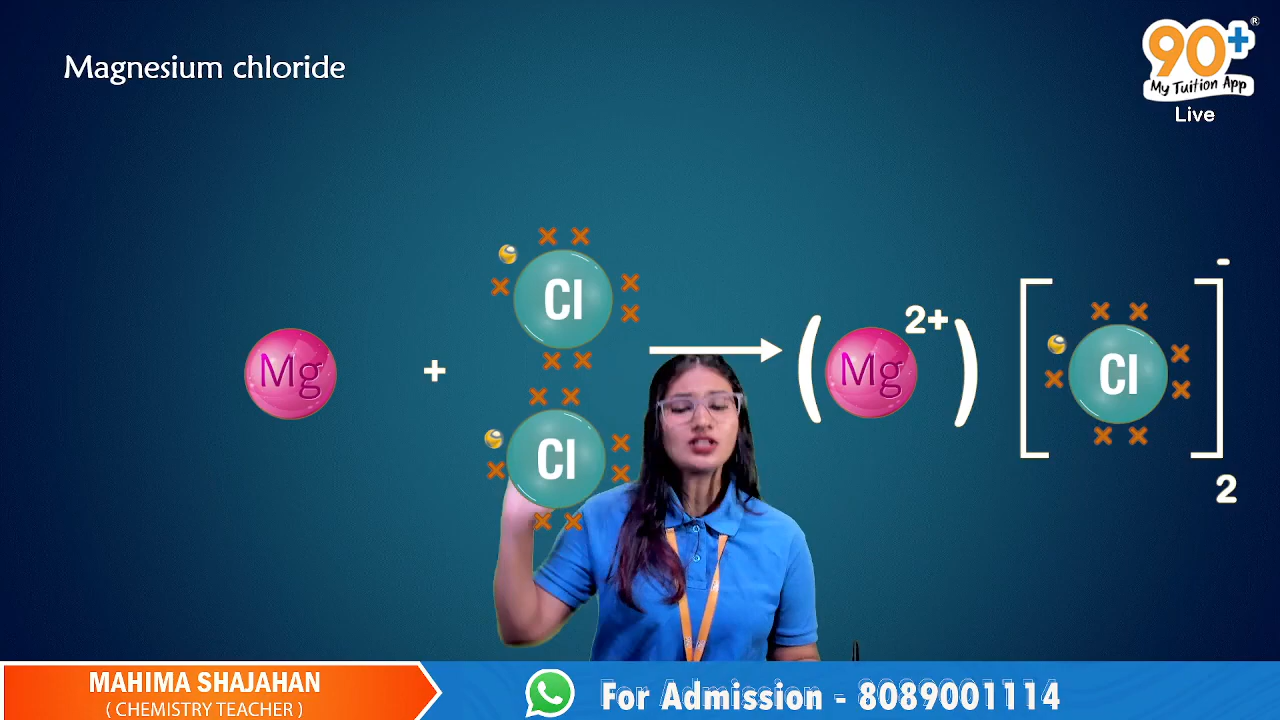 Magnesium chloride
90+
®
My Tuition App
Live
Mg + Cl Cl → (Mg)2+ [Cl]-2
MAHIMA SHAJAHAN
( CHEMISTRY TEACHER )
For Admission - 8089001114